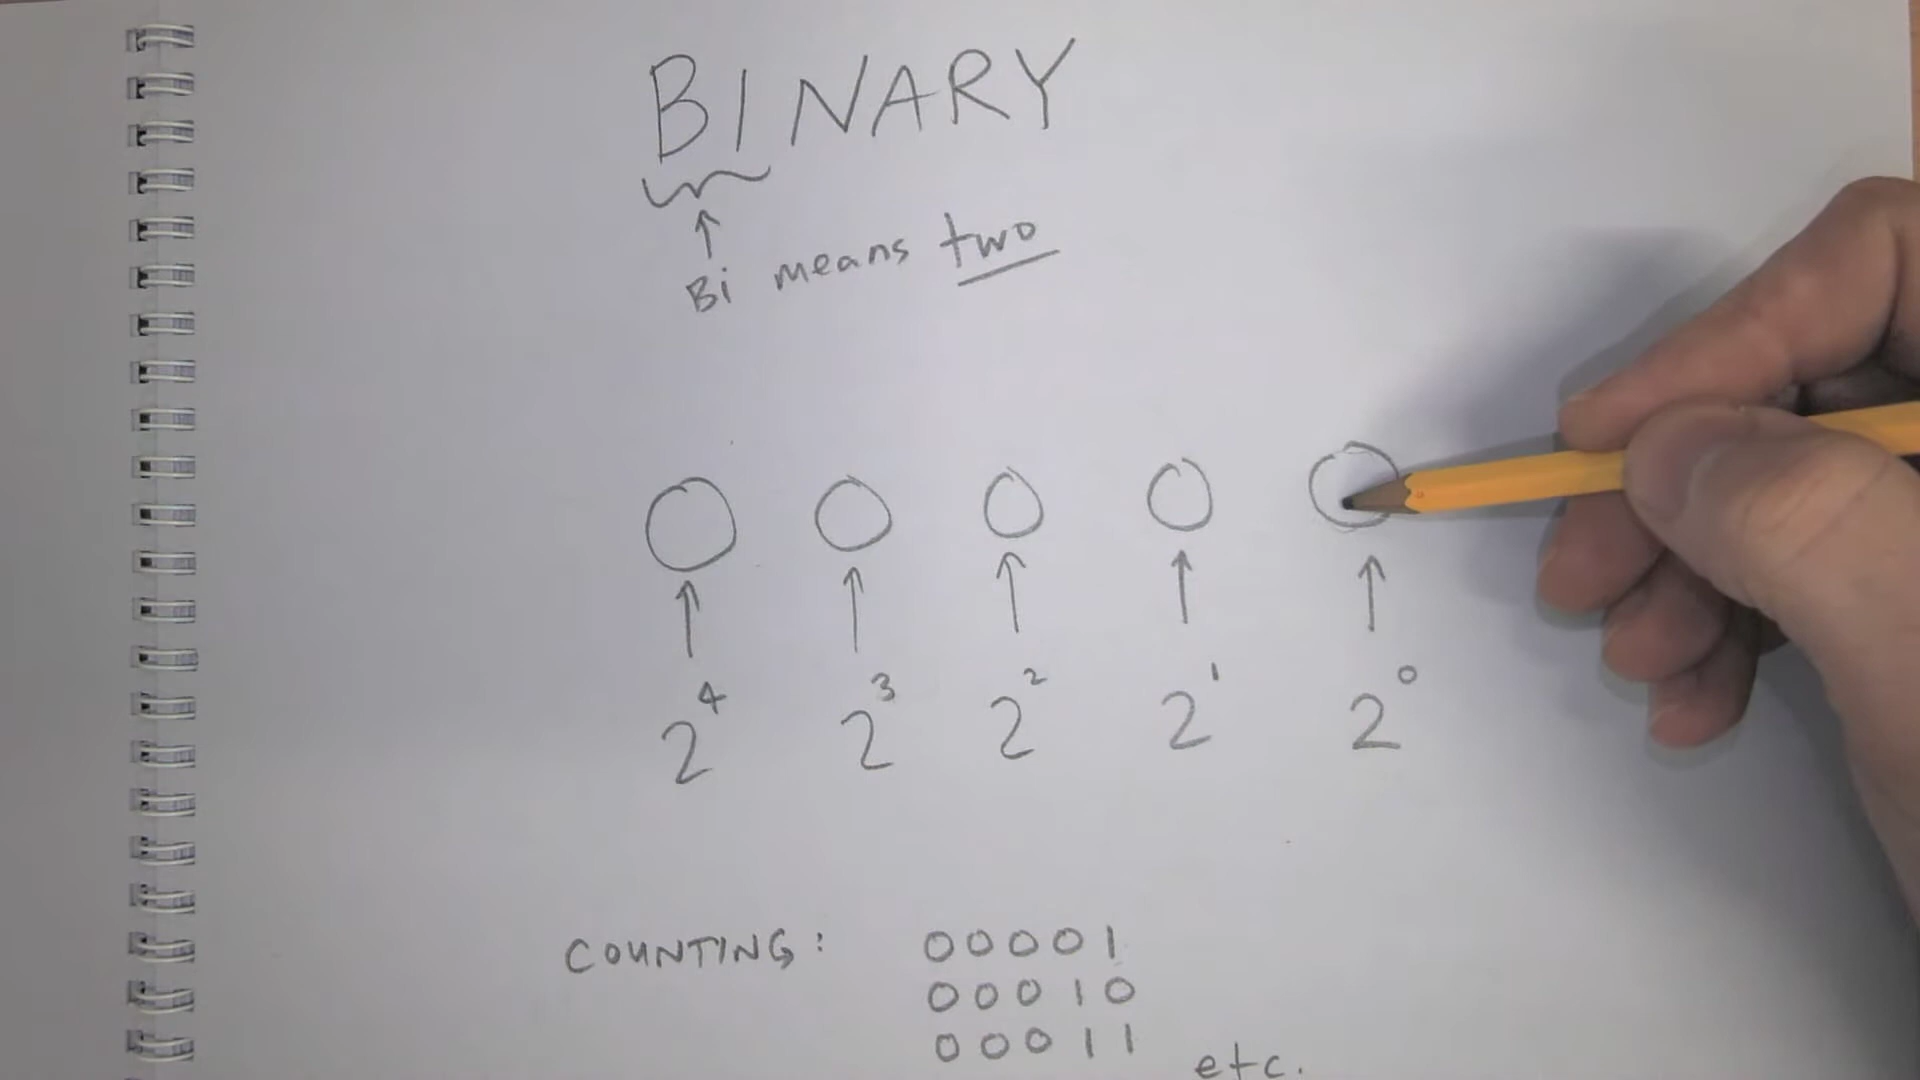 BINARY
Bi means two
2⁴ 2³ 2² 2¹ 2⁰
COUNTING: 00001
00010
00011
etc.